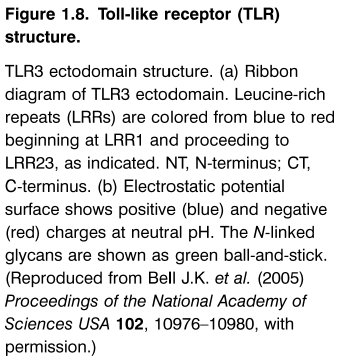 Figure 1.8. Toll-like receptor (TLR)
structure.
TLR3 ectodomain structure. (a) Ribbon
diagram of TLR3 ectodomain. Leucine-rich
repeats (LRRs) are colored from blue to red
beginning at LRR1 and proceeding to
LRR23, as indicated. NT, N-terminus; CT,
C-terminus. (b) Electrostatic potential
surface shows positive (blue) and negative
(red) charges at neutral pH. The N-linked
glycans are shown as green ball-and-stick.
(Reproduced from Bell J.K. et al. (2005)
Proceedings of the National Academy of
Sciences USA 102, 10976–10980, with
permission.)